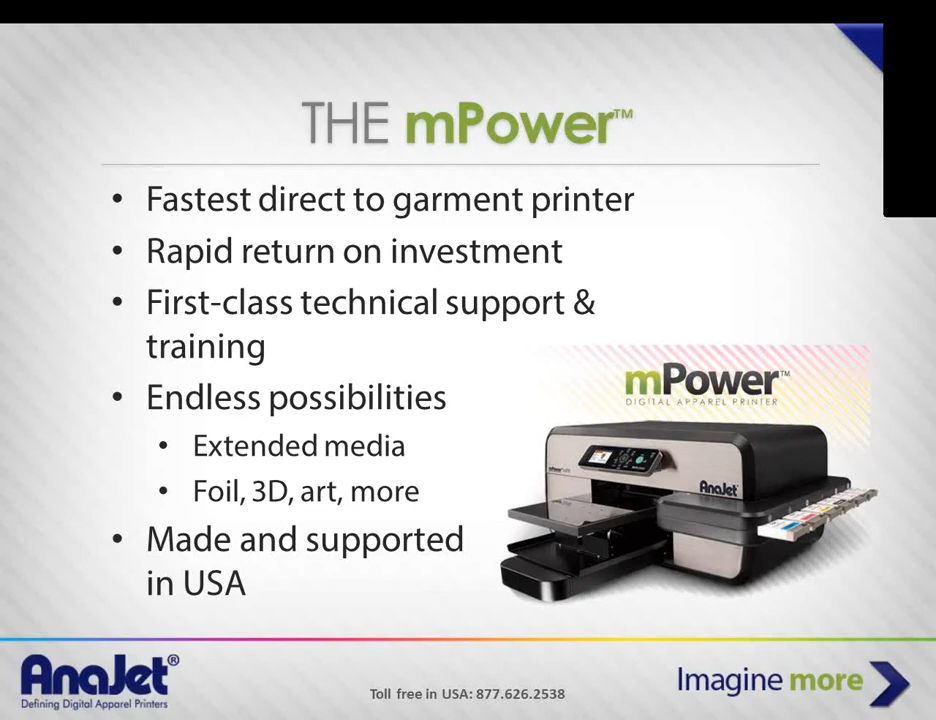 THE mPower™
• Fastest direct to garment printer
• Rapid return on investment
• First-class technical support &
training
• Endless possibilities
• Extended media
• Foil, 3D, art, more
• Made and supported
in USA
mPower™
DIGITAL APPAREL PRINTER
AnaJet
AnaJet®
Defining Digital Apparel Printers
Toll free in USA: 877.626.2538
Imagine more